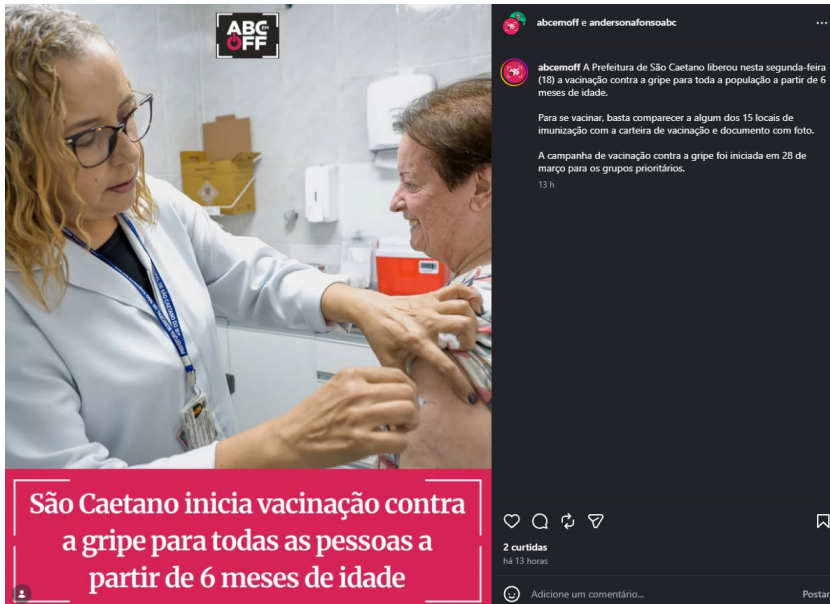 ABC EM
OFF
São Caetano inicia vacinação contra
a gripe para todas as pessoas a
partir de 6 meses de idade
abcemoff e andersonafonsoabc
abcemoff A Prefeitura de São Caetano liberou nesta segunda-feira
(18) a vacinação contra a gripe para toda a população a partir de 6
meses de idade.
Para se vacinar, basta comparecer a algum dos 15 locais de
imunização com a carteira de vacinação e documento com foto.
A campanha de vacinação contra a gripe foi iniciada em 28 de
março para os grupos prioritários.
13 h
2 curtidas
há 13 horas
Adicione um comentário...
Postar